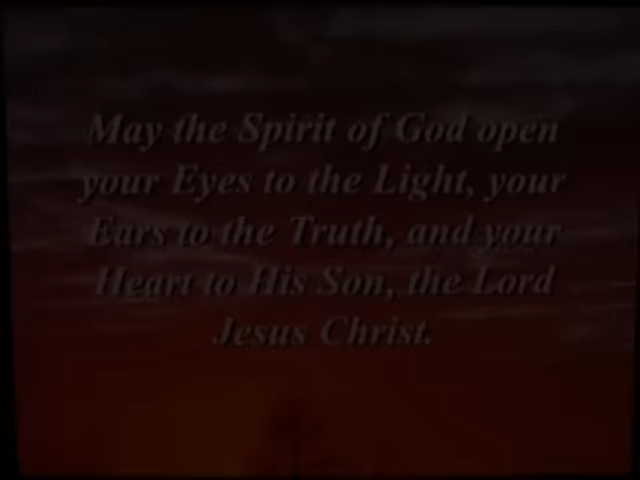 May the Spirit of God open
your Eyes to the Light, your
Ears to the Truth, and your
Heart to His Son, the Lord
Jesus Christ.